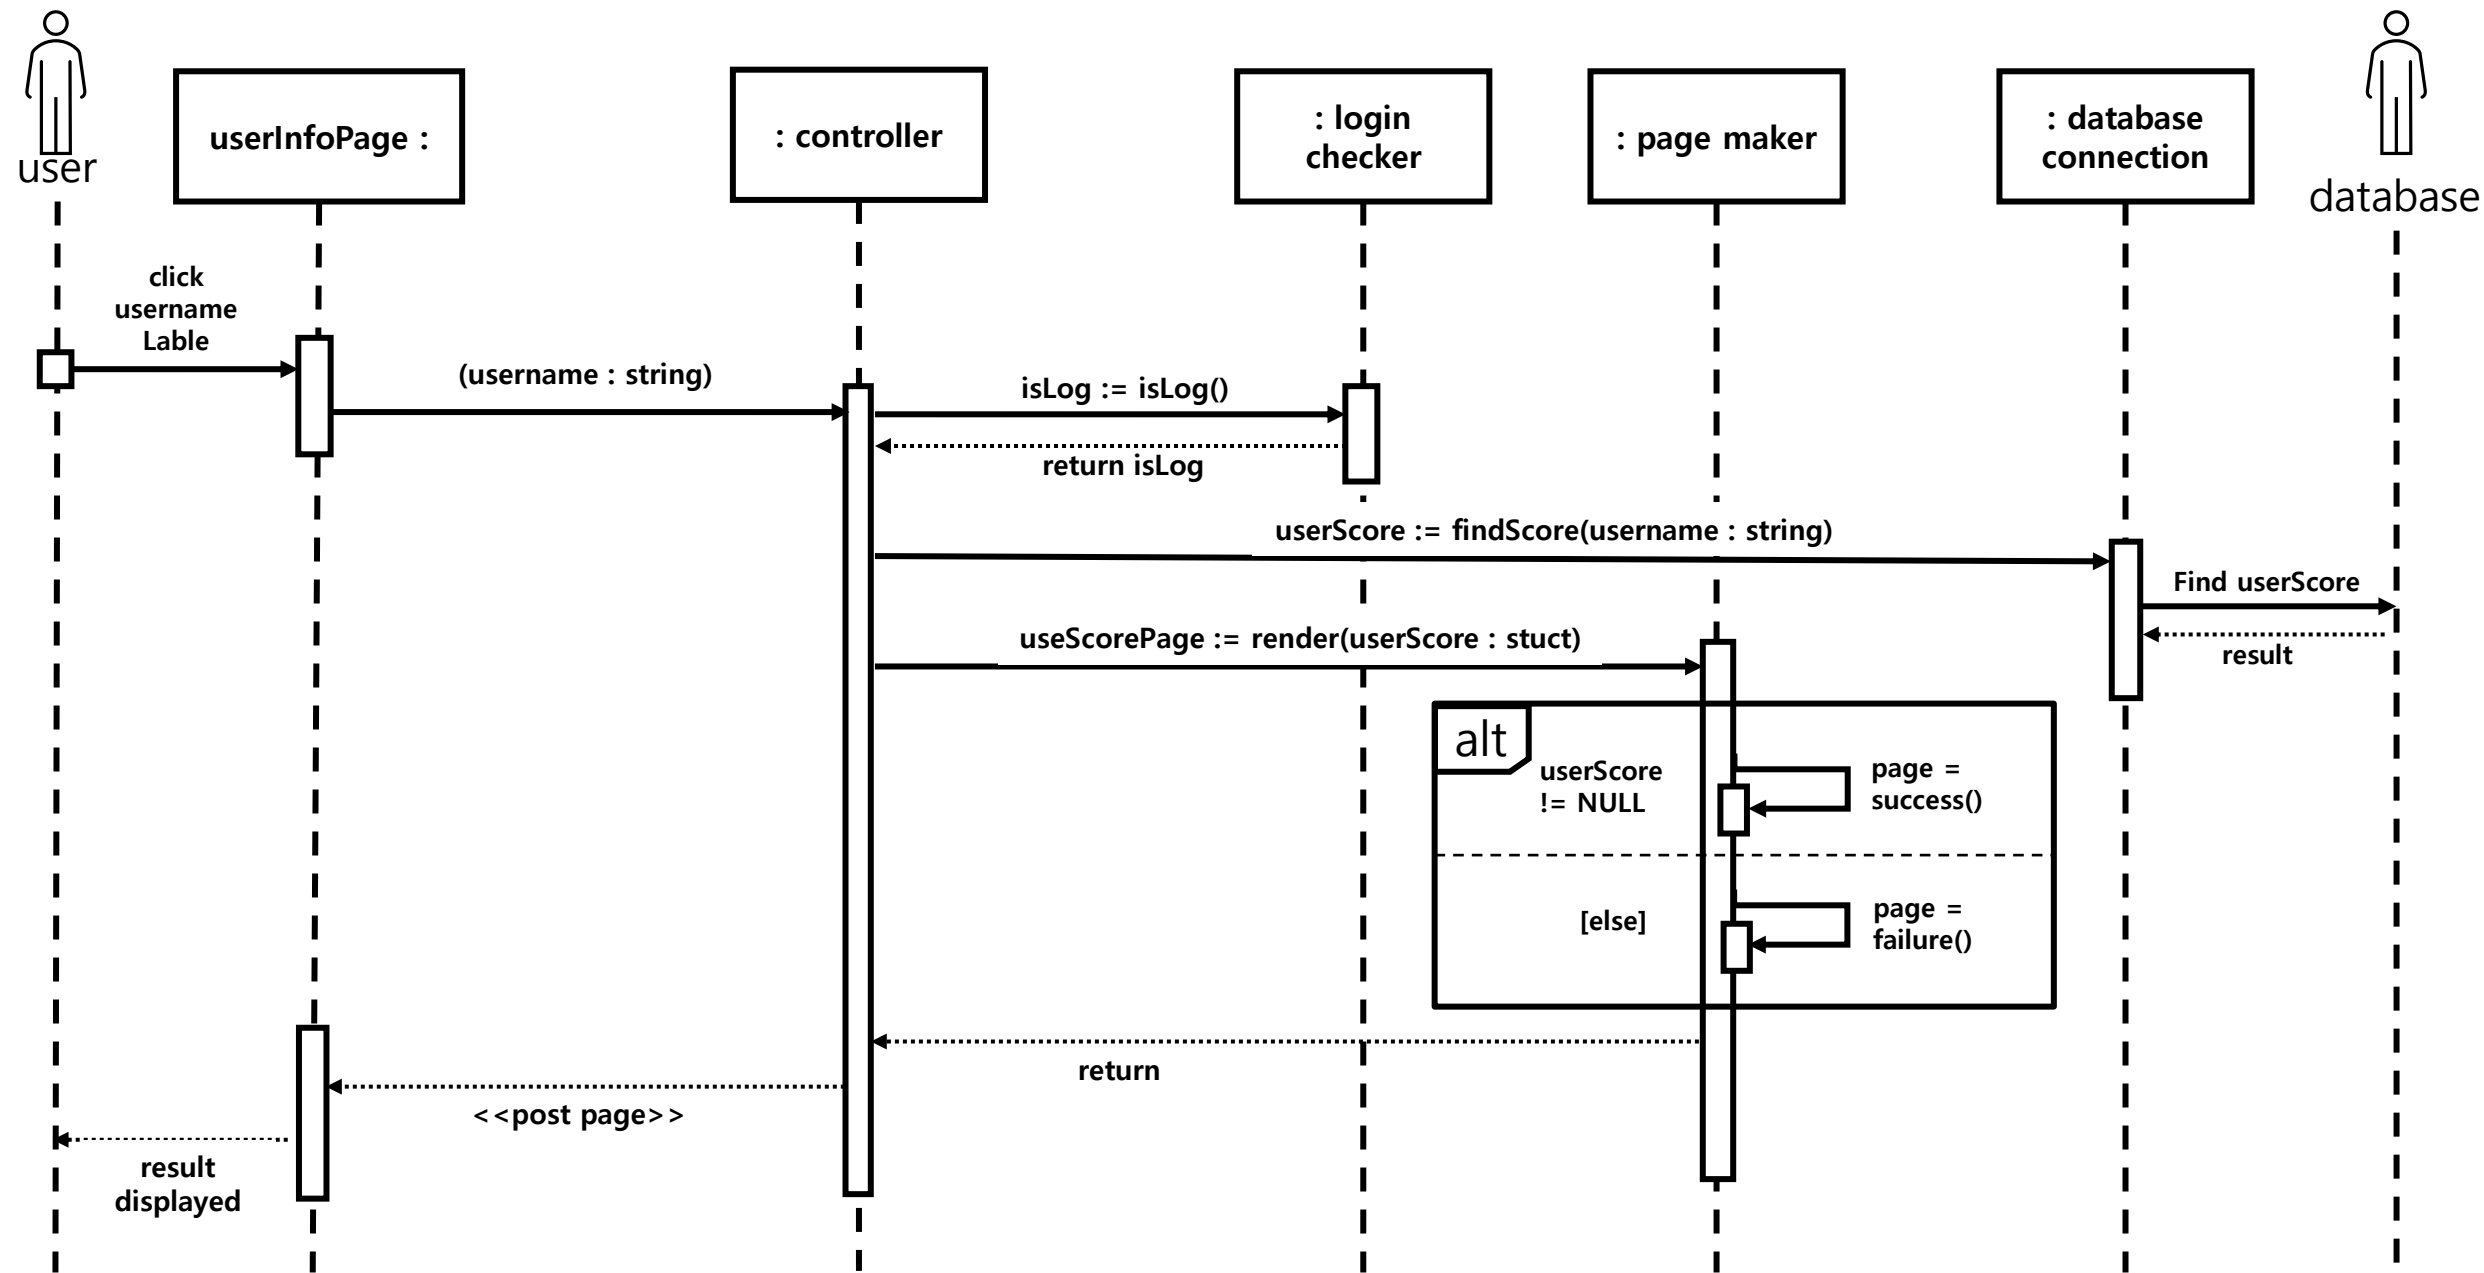 user
userInfoPage :
: controller
: login
checker
: page maker
: database
connection
database
click
username
Lable
(username : string)
isLog := isLog()
return isLog
userScore := findScore(username : string)
Find userScore
result
useScorePage := render(userScore : stuct)
alt
userScore
!= NULL
page =
success()
[else]
page =
failure()
return
<<post page>>
result
displayed